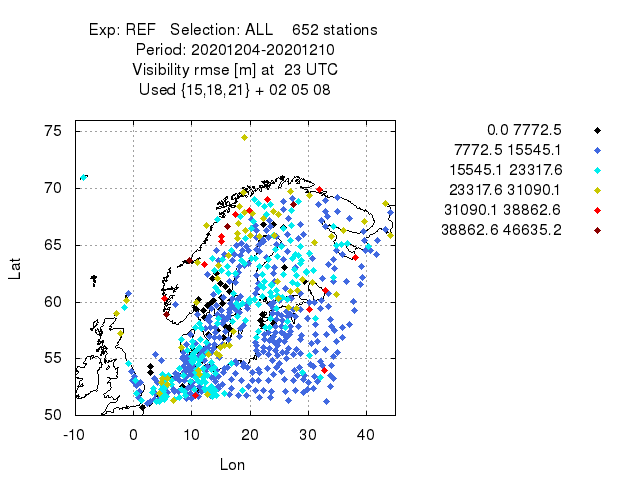 Exp: REF   Selection: ALL    652 stations
Period: 20201204-20201210
Visibility rmse [m] at  23 UTC
Used {15,18,21} + 02 05 08
0.0 7772.5
7772.5 15545.1
15545.1 23317.6
23317.6 31090.1
31090.1 38862.6
38862.6 46635.2
75
70
65
60
55
50
Lat
-10 0 10 20 30 40
Lon